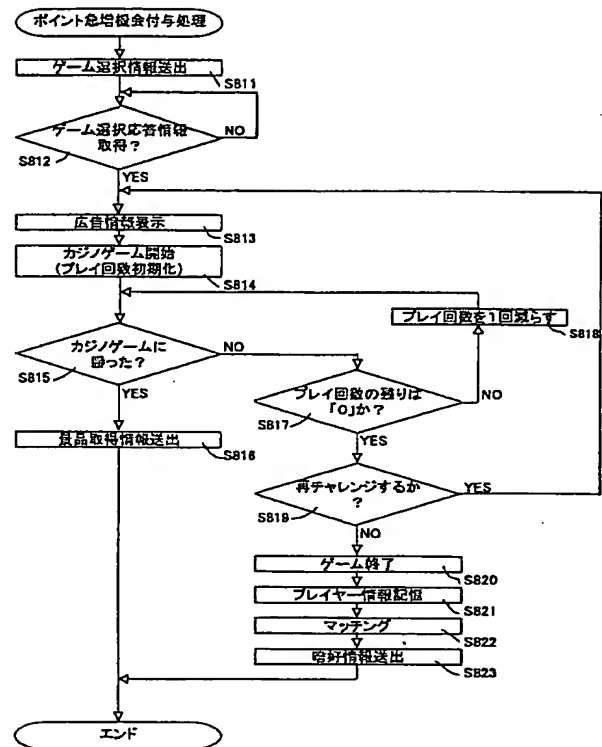 ポイント急増機会付与処理
ゲーム選択情報送出
S811
ゲーム選択応答情報
取得？
NO
S812
YES
広告情報表示
S813
カジノゲーム開始
(プレイ回数初期化)
S814
プレイ回数を1回減らす
S818
カジノゲームに
勝った？
NO
S815
YES
プレイ回数の残りは
「0」か？
NO
S817
YES
景品取得情報送出
S816
再チャレンジするか
？
YES
S819
NO
ゲーム終了
S820
プレイヤー情報記憶
S821
マッチング
S822
嗜好情報送出
S823
エンド